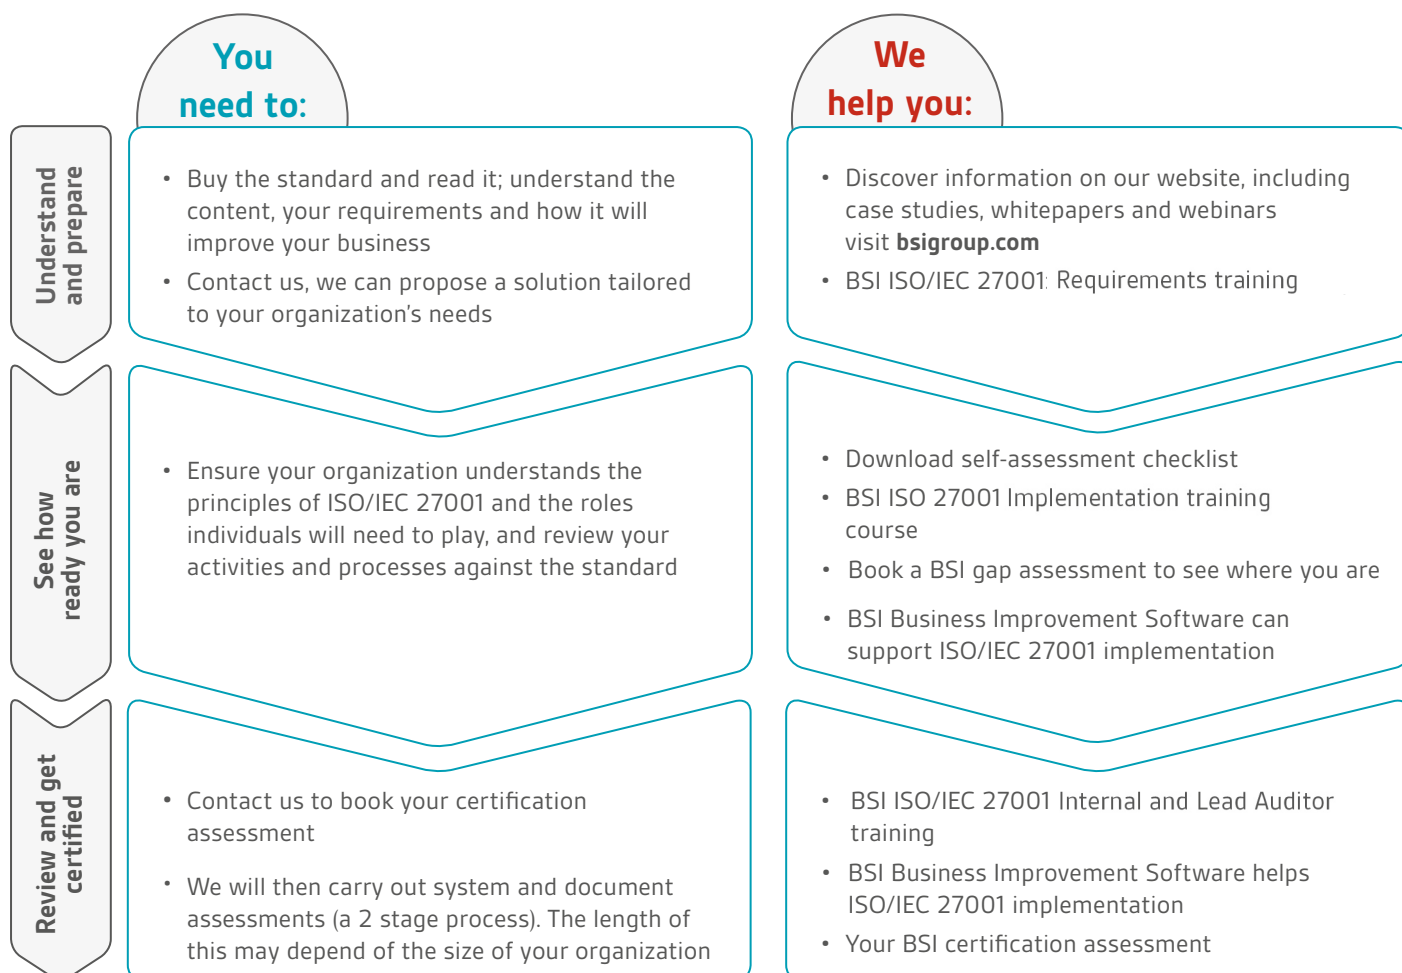 You
need to:
We
help you:
Understand
and prepare
• Buy the standard and read it; understand the
content, your requirements and how it will
improve your business
• Contact us, we can propose a solution tailored
to your organization's needs
• Discover information on our website, including
case studies, whitepapers and webinars
visit bsigroup.com
• BSI ISO/IEC 27001: Requirements training
See how
ready you are
• Ensure your organization understands the
principles of ISO/IEC 27001 and the roles
individuals will need to play, and review your
activities and processes against the standard
• Download self-assessment checklist
• BSI ISO 27001 Implementation training
course
• Book a BSI gap assessment to see where you are
• BSI Business Improvement Software can
support ISO/IEC 27001 implementation
Review and get
certified
• Contact us to book your certification
assessment
• We will then carry out system and document
assessments (a 2 stage process). The length of
this may depend of the size of your organization
• BSI ISO/IEC 27001 Internal and Lead Auditor
training
• BSI Business Improvement Software helps
ISO/IEC 27001 implementation
• Your BSI certification assessment